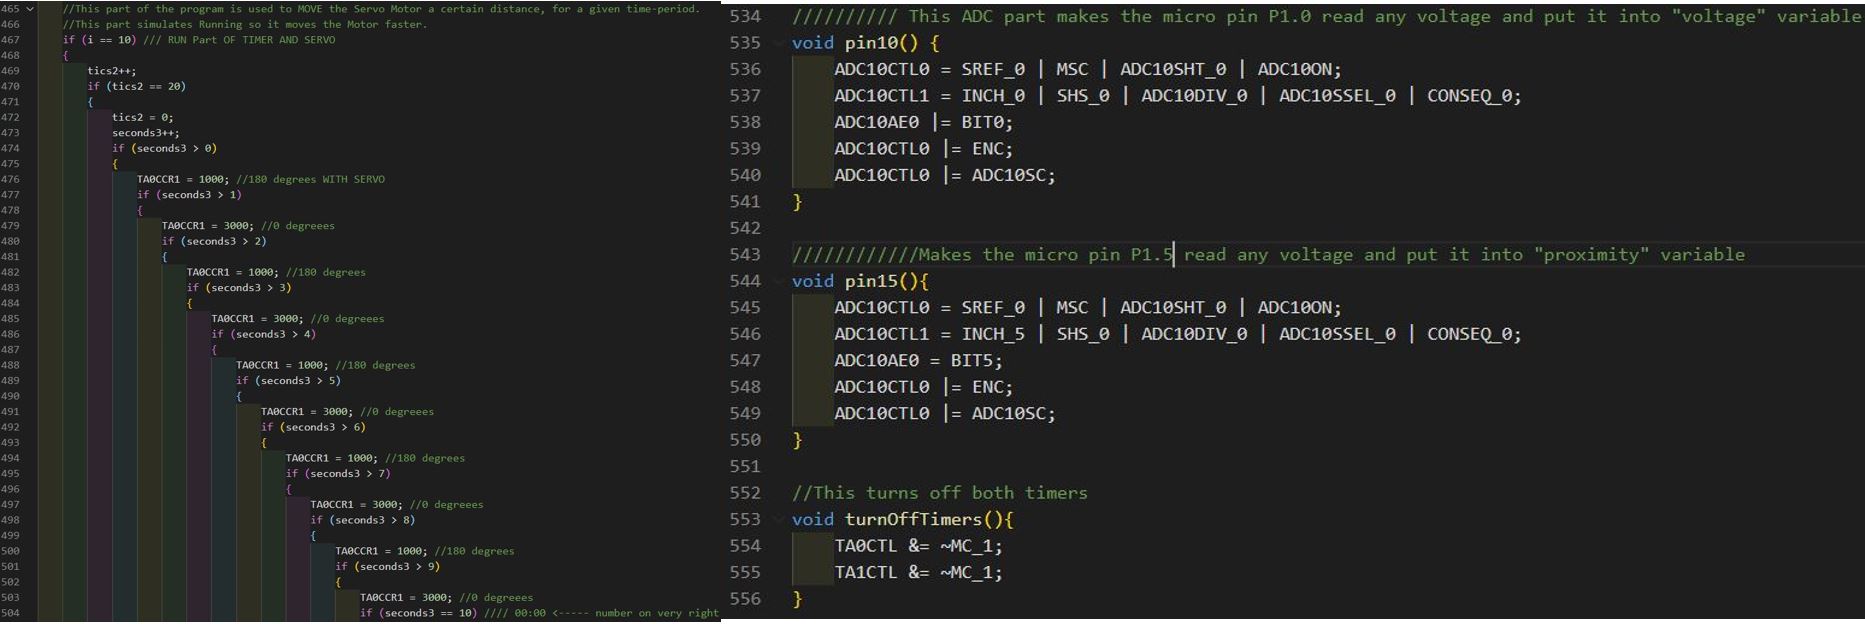 465 //This part of the program is used to MOVE the Servo Motor a certain distance, for a given time-period.
466 //This part simulates Running so it moves the Motor faster.
467 if (i == 10) /// RUN Part OF TIMER AND SERVO
468 {
469 tics2++;
470 if (tics2 == 20)
471 {
472 tics2 = 0;
473 seconds3++;
474 if (seconds3 > 0)
475 {
476 TA0CCR1 = 1000; //180 degrees WITH SERVO
477 if (seconds3 > 1)
478 {
479 TA0CCR1 = 3000; //0 degreeees
480 if (seconds3 > 2)
481 {
482 TA0CCR1 = 1000; //180 degrees
483 if (seconds3 > 3)
484 {
485 TA0CCR1 = 3000; //0 degreeees
486 if (seconds3 > 4)
487 {
488 TA0CCR1 = 1000; //180 degrees
489 if (seconds3 > 5)
490 {
491 TA0CCR1 = 3000; //0 degreeees
492 if (seconds3 > 6)
493 {
494 TA0CCR1 = 1000; //180 degrees
495 if (seconds3 > 7)
496 {
497 TA0CCR1 = 3000; //0 degreeees
498 if (seconds3 > 8)
499 {
500 TA0CCR1 = 1000; //180 degrees
501 if (seconds3 > 9)
502 {
503 TA0CCR1 = 3000; //0 degreeees
504 if (seconds3 == 10) //// 00:00 <----- number on very right
534 ////////// This ADC part makes the micro pin P1.0 read any voltage and put it into "voltage" variable
535 void pin10() {
536 ADC10CTL0 = SREF_0 | MSC | ADC10SHT_0 | ADC10ON;
537 ADC10CTL1 = INCH_0 | SHS_0 | ADC10DIV_0 | ADC10SSEL_0 | CONSEQ_0;
538 ADC10AE0 |= BIT0;
539 ADC10CTL0 |= ENC;
540 ADC10CTL0 |= ADC10SC;
541 }
542
543 ////////////Makes the micro pin P1.5 read any voltage and put it into "proximity" variable
544 void pin15(){
545 ADC10CTL0 = SREF_0 | MSC | ADC10SHT_0 | ADC10ON;
546 ADC10CTL1 = INCH_5 | SHS_0 | ADC10DIV_0 | ADC10SSEL_0 | CONSEQ_0;
547 ADC10AE0 = BIT5;
548 ADC10CTL0 |= ENC;
549 ADC10CTL0 |= ADC10SC;
550 }
551
552 //This turns off both timers
553 void turnOffTimers(){
554 TA0CTL &= ~MC_1;
555 TA1CTL &= ~MC_1;
556 }